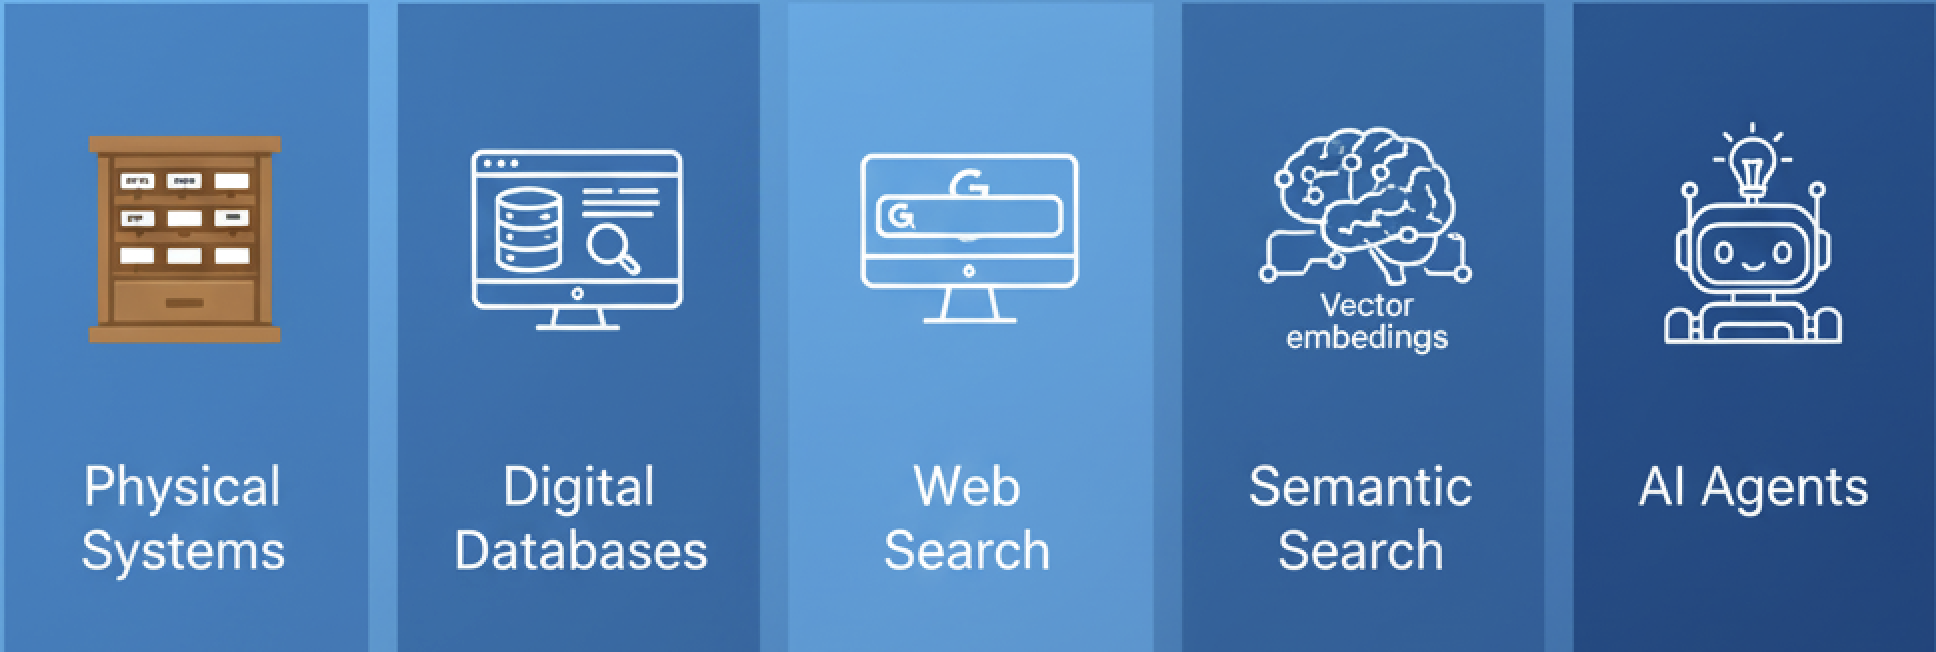 G
G
Vector
embedings
Physical
Systems
Digital
Databases
Web
Search
Semantic
Search
AI Agents